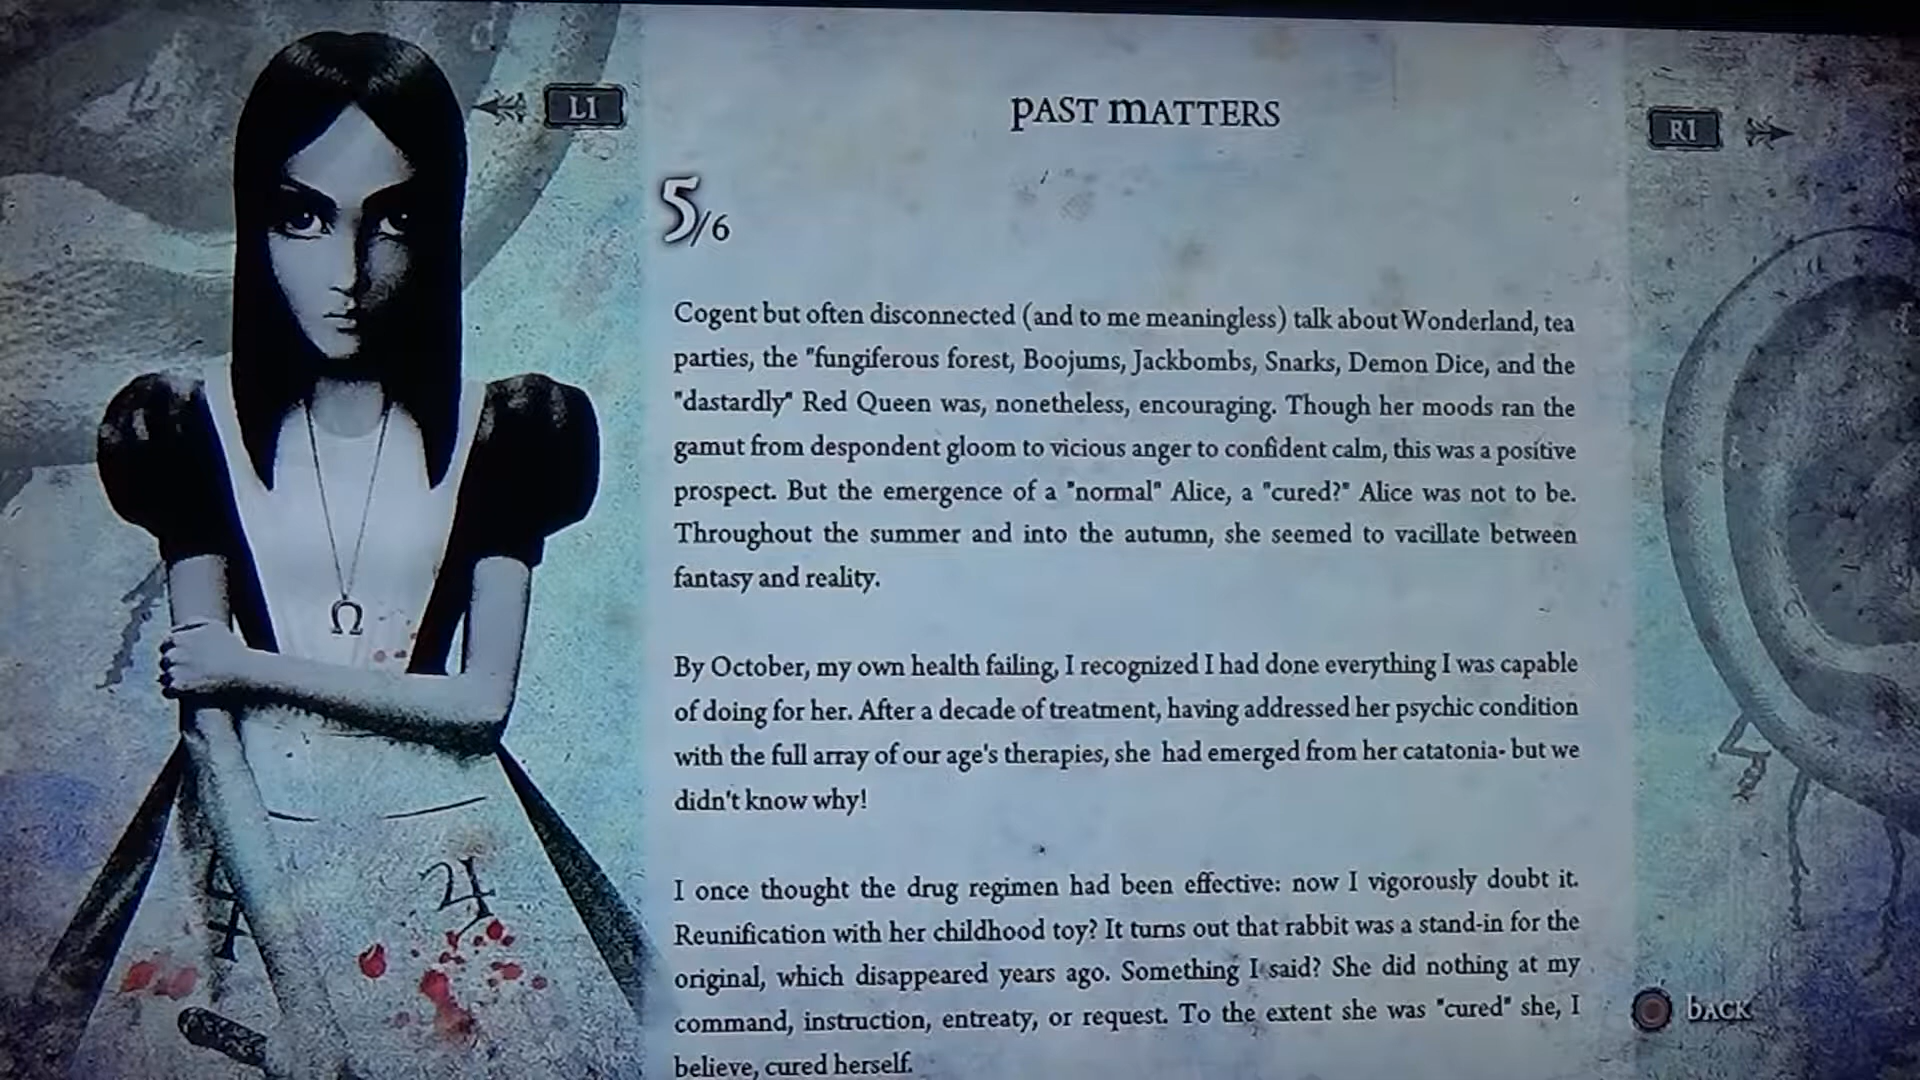 L1
PAST MATTERS
R1
5/6
Cogent but often disconnected (and to me meaningless) talk about Wonderland, tea
parties, the "fungiferous forest, Boojums, Jackbombs, Snarks, Demon Dice, and the
"dastardly" Red Queen was, nonetheless, encouraging. Though her moods ran the
gamut from despondent gloom to vicious anger to confident calm, this was a positive
prospect. But the emergence of a "normal" Alice, a "cured?" Alice was not to be.
Throughout the summer and into the autumn, she seemed to vacillate between
fantasy and reality.
By October, my own health failing, I recognized I had done everything I was capable
of doing for her. After a decade of treatment, having addressed her psychic condition
with the full array of our age's therapies, she had emerged from her catatonia- but we
didn't know why!
I once thought the drug regimen had been effective: now I vigorously doubt it.
Reunification with her childhood toy? It turns out that rabbit was a stand-in for the
original, which disappeared years ago. Something I said? She did nothing at my
command, instruction, entreaty, or request. To the extent she was "cured" she, I
believe, cured herself.
BACK